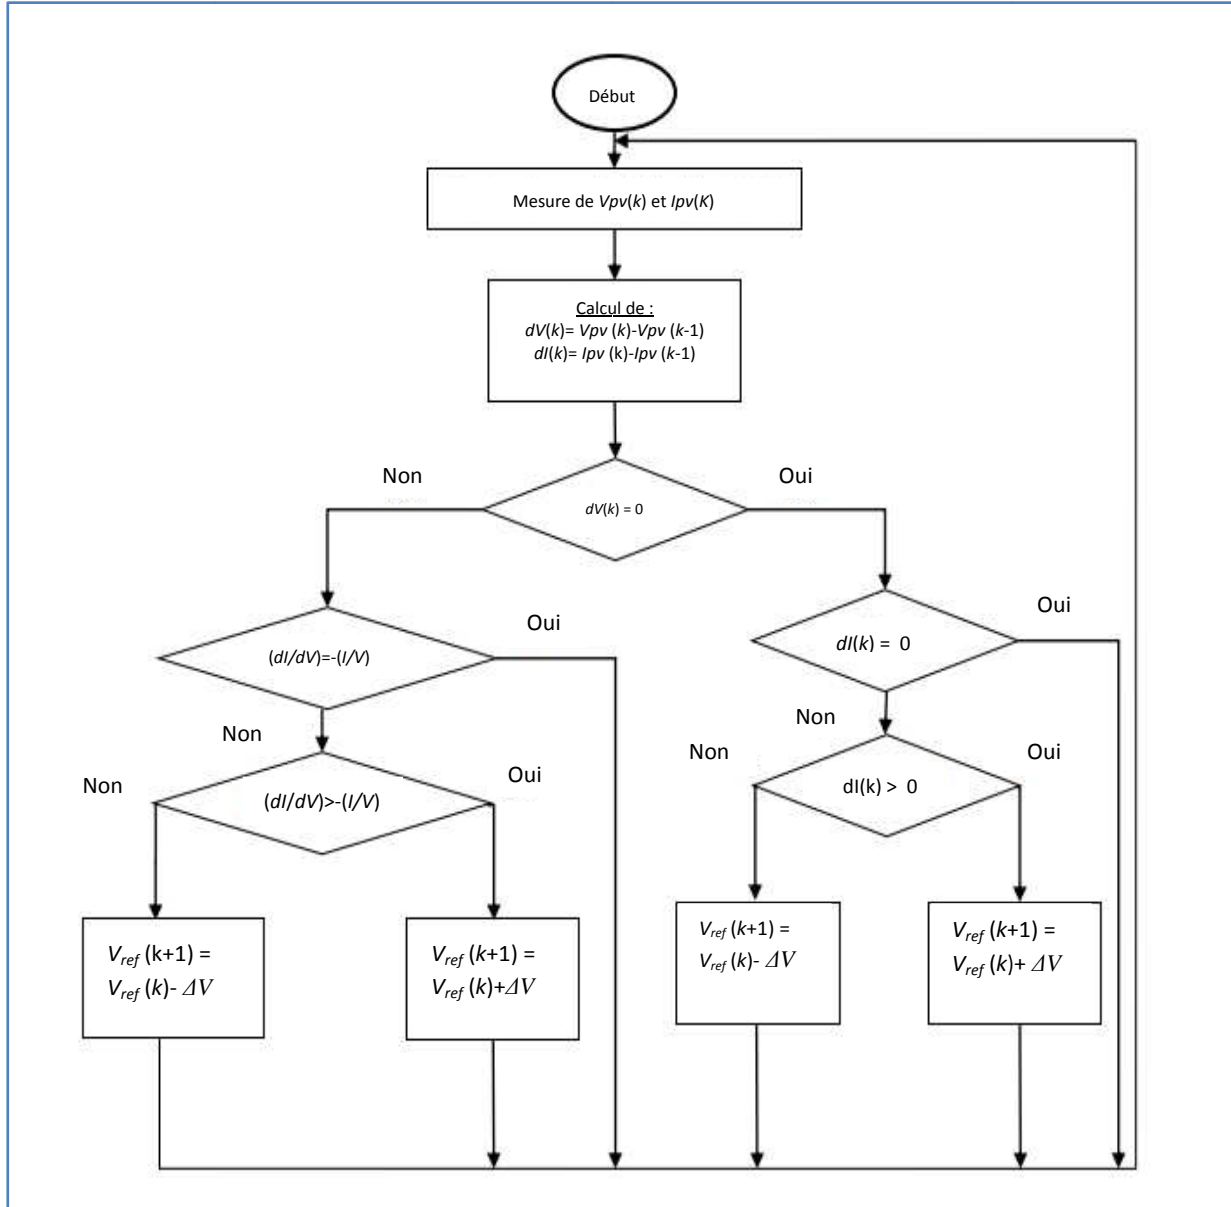 Début
Mesure de Vpv(k) et Ipv(K)
Calcul de :
dV(k)= Vpv (k)-Vpv (k-1)
dI(k)= Ipv (k)-Ipv (k-1)
Non
Oui
dV(k) = 0
Oui
(dI/dV)=-(I/V)
Non
Oui
dI(k) = 0
Non
Non
(dI/dV)>-(I/V)
Oui
Non
dI(k) > 0
Oui
Vref (k+1) =
Vref (k)- ΔV
Vref (k+1) =
Vref (k)+ΔV
Vref (k+1) =
Vref (k)- ΔV
Vref (k+1) =
Vref (k)+ ΔV